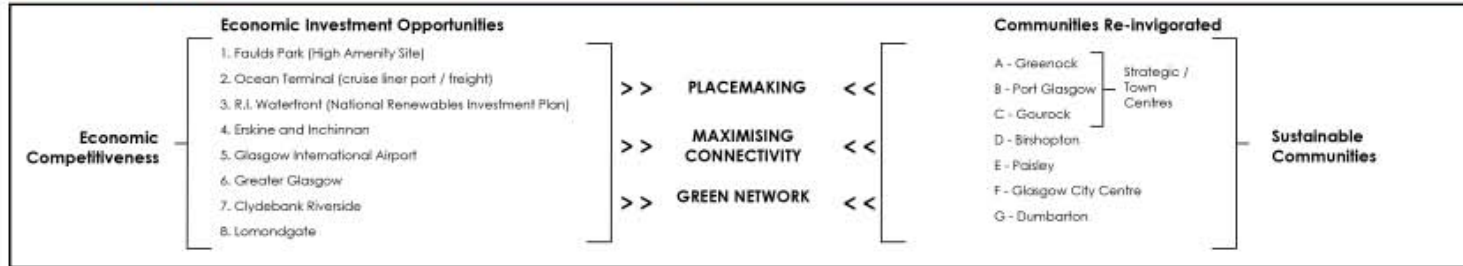 Economic Investment Opportunities
1. Faulds Park (High Amenity Site)
2. Ocean Terminal (cruise liner port / freight)
3. R.I. Waterfront (National Renewables Investment Plan)
4. Erskine and Inchinnan
5. Glasgow International Airport
6. Greater Glasgow
7. Clydebank Riverside
8. Lomondgate
Economic
Competitiveness
> > PLACEMAKING < <
> > MAXIMISING CONNECTIVITY < <
> > GREEN NETWORK < <
Communities Re-invigorated
A - Greenock
B - Port Glasgow
C - Gourock
Strategic /
Town
Centres
D - Birshopton
E - Paisley
F - Glasgow City Centre
G - Dumbarton
Sustainable
Communities